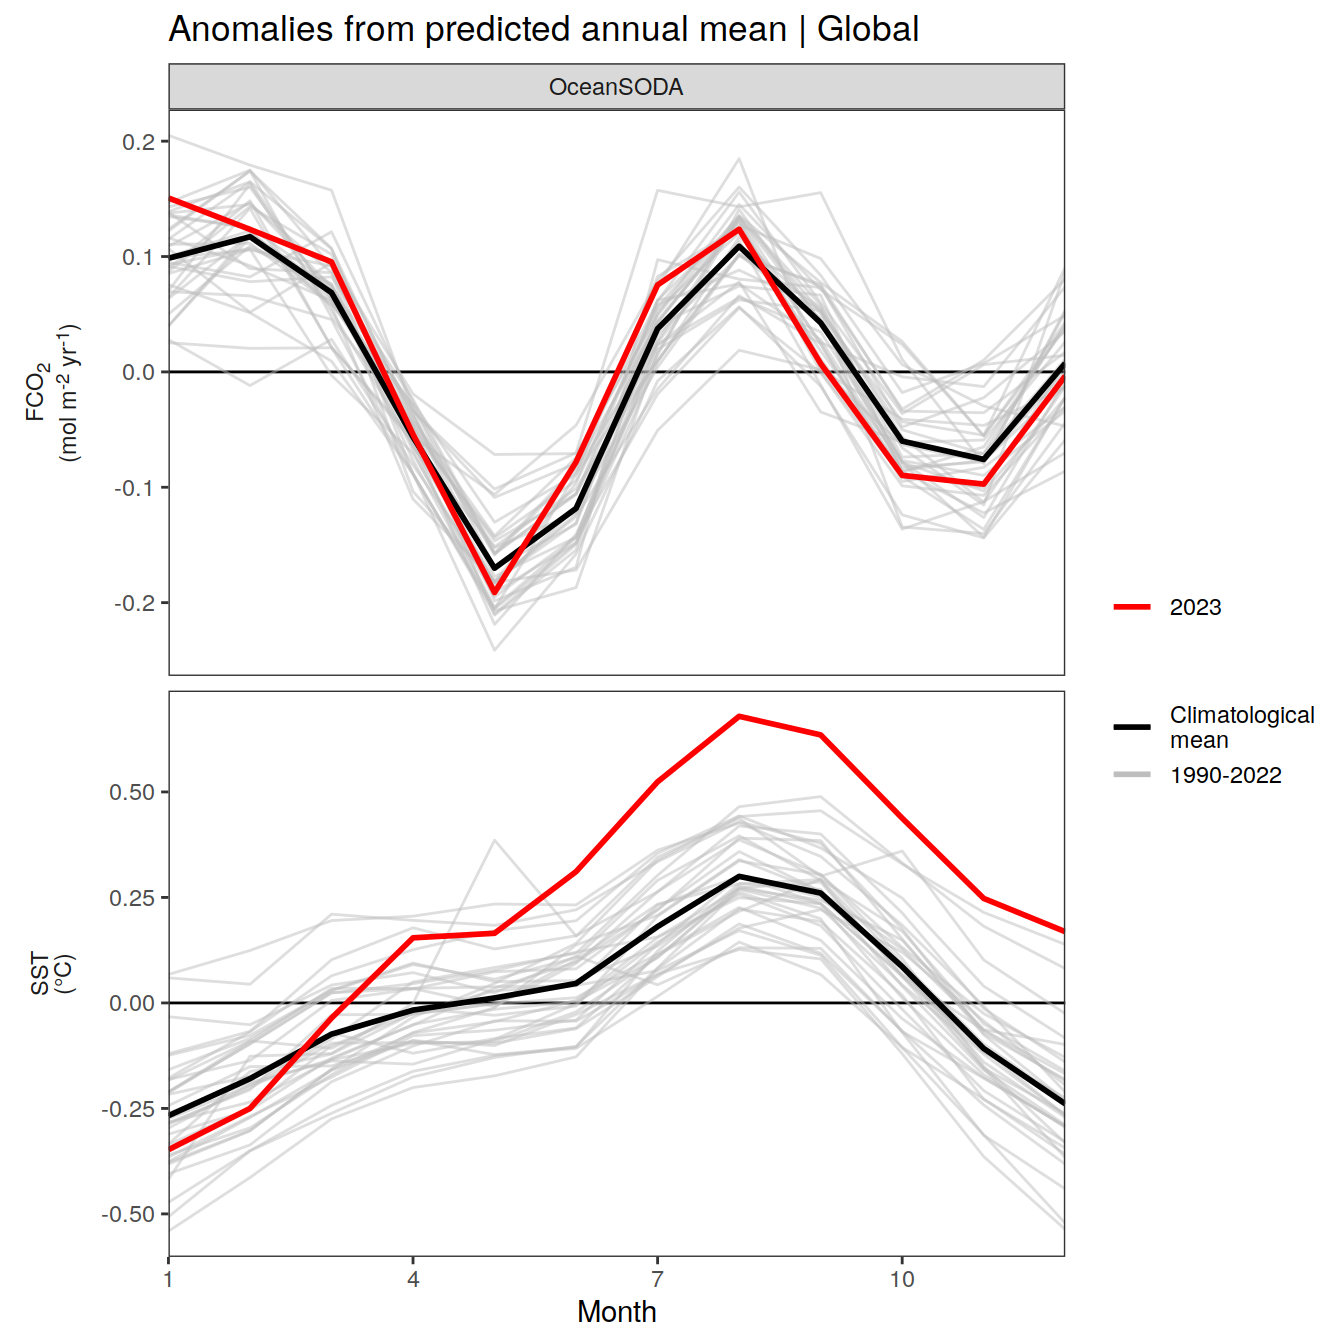 Anomalies from predicted annual mean | Global
OceanSODA
0.2
0.1
0.0
-0.1
-0.2
FCO₂
(mol m⁻² yr⁻¹)
2023
Climatological
mean
1990-2022
0.50
0.25
0.00
-0.25
-0.50
SST
(°C)
1
4
7
10
Month